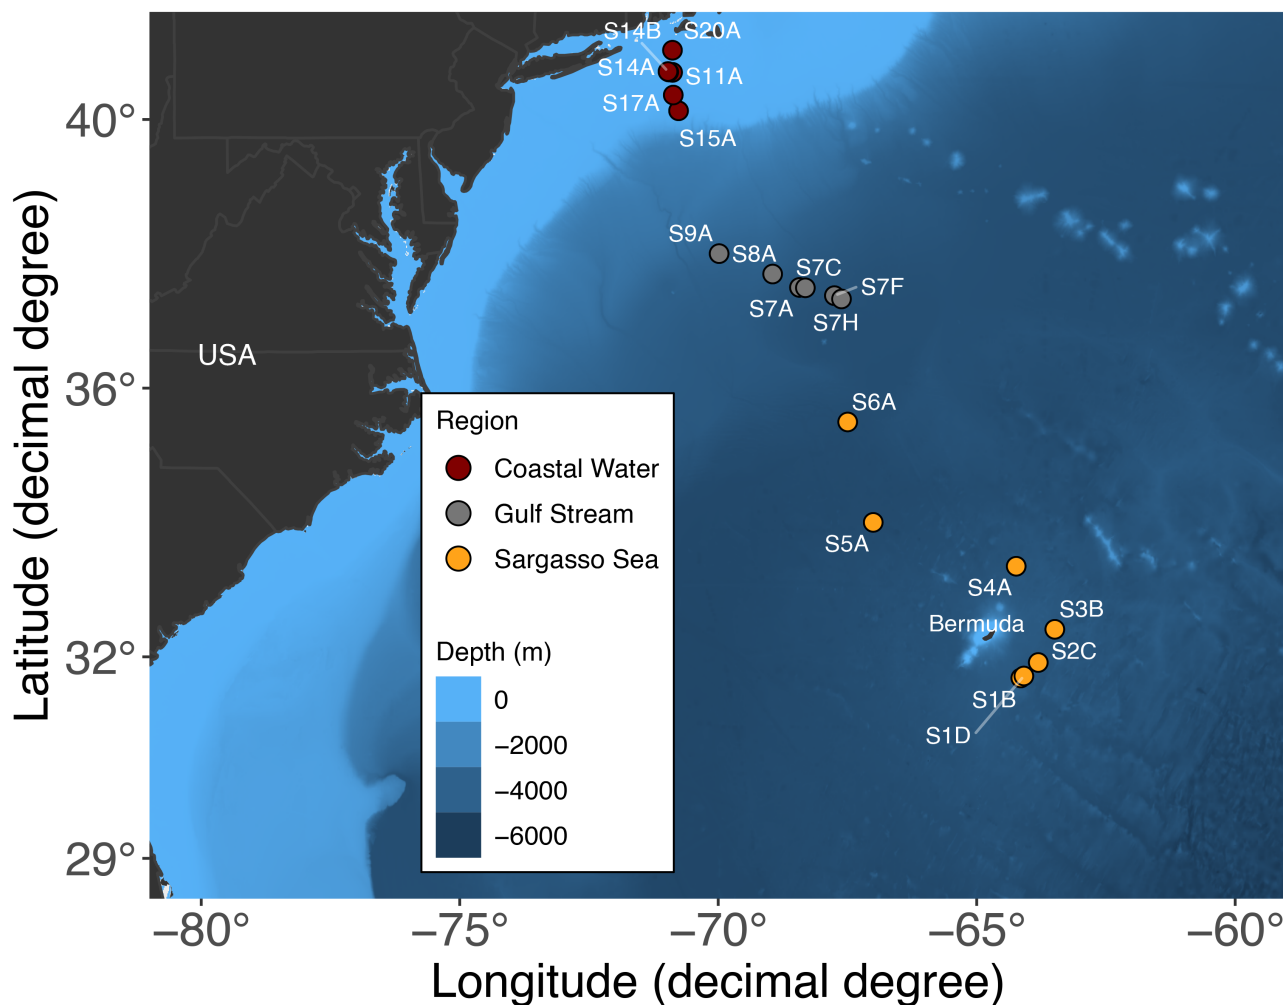 S14B
S20A
S14A
S11A
S17A
S15A
S9A
S8A
S7C
S7A
S7F
S7H
USA
S6A
S5A
S4A
Bermuda
S3B
S2C
S1B
S1D
Region
Coastal Water
Gulf Stream
Sargasso Sea
Depth (m)
0
−2000
−4000
−6000
40°
36°
32°
29°
Latitude (decimal degree)
−80°
−75°
−70°
−65°
−60°
Longitude (decimal degree)